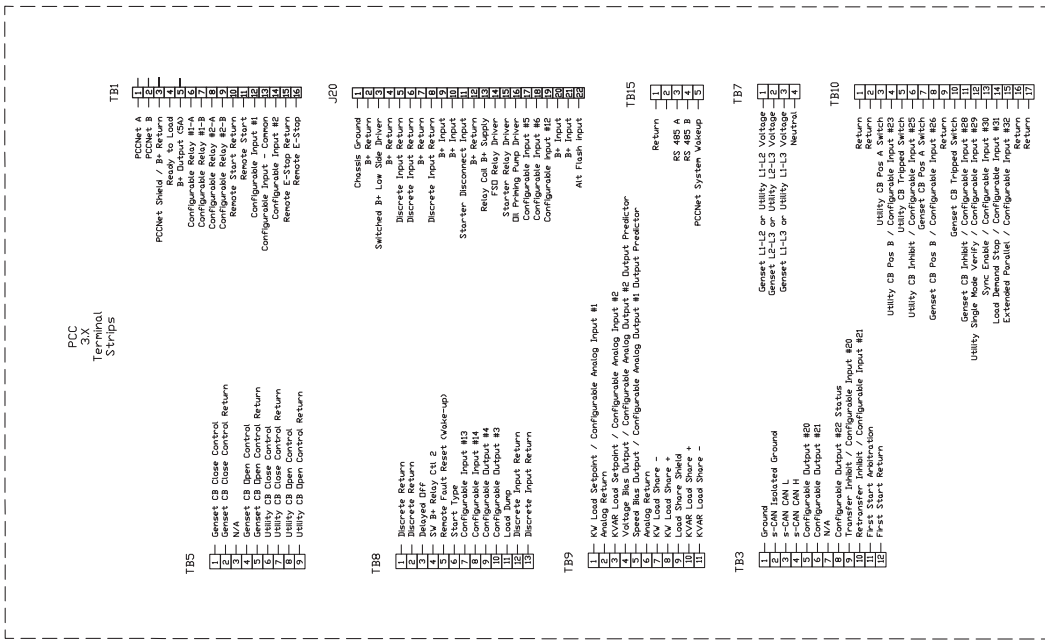 PCC
3.X
Terminal
Strips
TB1
PCCNet A 1
PCCNet B 2
PCCNet Shield / B+ Return 3
Ready to Load 4
B+ Output (5A) 5
Configurable Relay #1-A 6
Configurable Relay #1-B 7
Configurable Relay #2-A 8
Configurable Relay #2-B 9
Remote Start Return 10
Remote Start 11
Configurable Input #1 12
Configurable Input - Common 13
Configurable Input #2 14
Remote E-Stop Return 15
Remote E-Stop 16
J20
Chassis Ground 1
B+ Return 2
Switched B+ Low Side Driver 3
B+ Return 4
Discrete Input Return 5
Discrete Input Return 6
B+ Return 7
Discrete Input Return 8
B+ Input 9
B+ Input 10
Starter Disconnect Input 11
B+ Return 12
Relay Coil B+ Supply 13
FSO Relay Driver 14
Starter Relay Driver 15
Oil Priming Pump Driver 16
Configurable Input #5 17
Configurable Input #6 18
Configurable Input #12 19
B+ Input 20
B+ Input 21
Alt Flash Input 22
TB15
Return 1
2
RS 485 A 3
RS 485 B 4
PCCNet System Wakeup 5
TB7
Genset L1-L2 or Utility L1-L2 Voltage 1
Genset L2-L3 or Utility L2-L3 Voltage 2
Genset L1-L3 or Utility L1-L3 Voltage 3
Neutral 4
TB10
Return 1
Return 2
Utility CB Pos A Switch 3
Utility CB Pos B / Configurable Input #23 4
Utility CB Tripped Switch 5
Utility CB Inhibit / Configurable Input #25 6
Genset CB Pos A Switch 7
Genset CB Pos B / Configurable Input #26 8
Return 9
Genset CB Tripped Switch 10
Genset CB Inhibit / Configurable Input #28 11
Utility Single Mode Verify / Configurable Input #29 12
Sync Enable / Configurable Input #30 13
Load Demand Stop / Configurable Input #31 14
Extended Parallel / Configurable Input #32 15
Return 16
Return 17
TB5
1 Genset CB Close Control
2 Genset CB Close Control Return
3 N/A
4 Genset CB Open Control
5 Genset CB Open Control Return
6 Utility CB Close Control
7 Utility CB Close Control Return
8 Utility CB Open Control
9 Utility CB Open Control Return
TB8
1 Discrete Return
2 Discrete Return
3 Delayed Off
4 SW B+ Relay Ctl 2
5 Remote Fault Reset (Wake-up)
6 Start Type
7 Configurable Input #13
8 Configurable Input #14
9 Configurable Output #4
10 Configurable Output #3
11 Load Dump
12 Discrete Input Return
13 Discrete Input Return
TB9
1 KW Load Setpoint / Configurable Analog Input #1
2 Analog Return
3 KVAR Load Setpoint / Configurable Analog Input #2
4 Voltage Bias Output / Configurable Analog Output #2 Output Predictor
5 Speed Bias Output / Configurable Analog Output #1 Output Predictor
6 Analog Return
7 KW Load Share -
8 KW Load Share +
9 Load Share Shield
10 KVAR Load Share +
11 KVAR Load Share -
TB3
1 Ground
2 s-CAN Isolated Ground
3 s-CAN CAN L
4 s-CAN CAN H
5 Configurable Output #20
6 Configurable Output #21
7 N/A
8 Configurable Output #22 Status
9 Transfer Inhibit / Configurable Input #20
10 Retransfer Inhibit / Configurable Input #21
11 First Start Arbitration
12 First Start Return